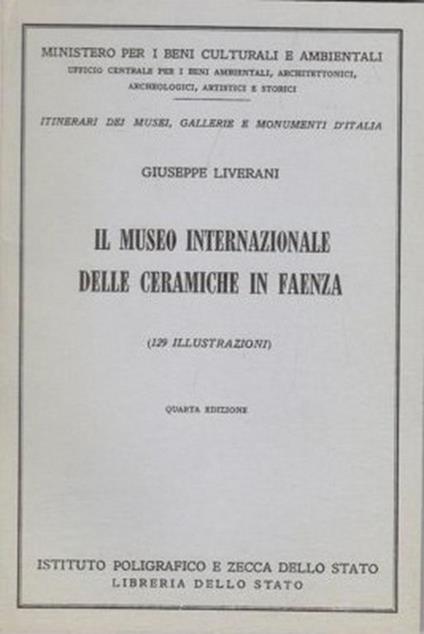 MINISTERO PER I BENI CULTURALI E AMBIENTALI
UFFICIO CENTRALE PER I BENI AMBIENTALI, ARCHITETTONICI,
ARCHEOLOGICI, ARTISTICI E STORICI
ITINERARI DEI MUSEI, GALLERIE E MONUMENTI D'ITALIA
GIUSEPPE LIVERANI
IL MUSEO INTERNAZIONALE
DELLE CERAMICHE IN FAENZA
(129 ILLUSTRAZIONI)
QUARTA EDIZIONE
ISTITUTO POLIGRAFICO E ZECCA DELLO STATO
LIBRERIA DELLO STATO